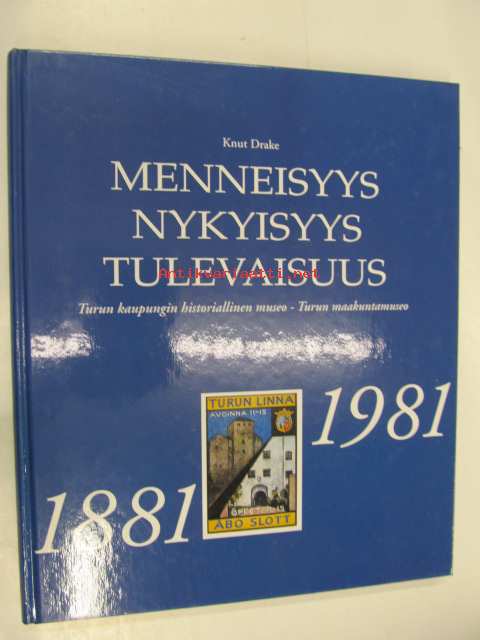 Knut Drake
MENNEISYYS
NYKYISYYS
TULEVAISUUS
Antikvariaatti.net
Turun kaupungin historiallinen museo - Turun maakuntamuseo
1881
1981
TURUN LINNA
AVOINNA 11-15
ÅBO SLOTT